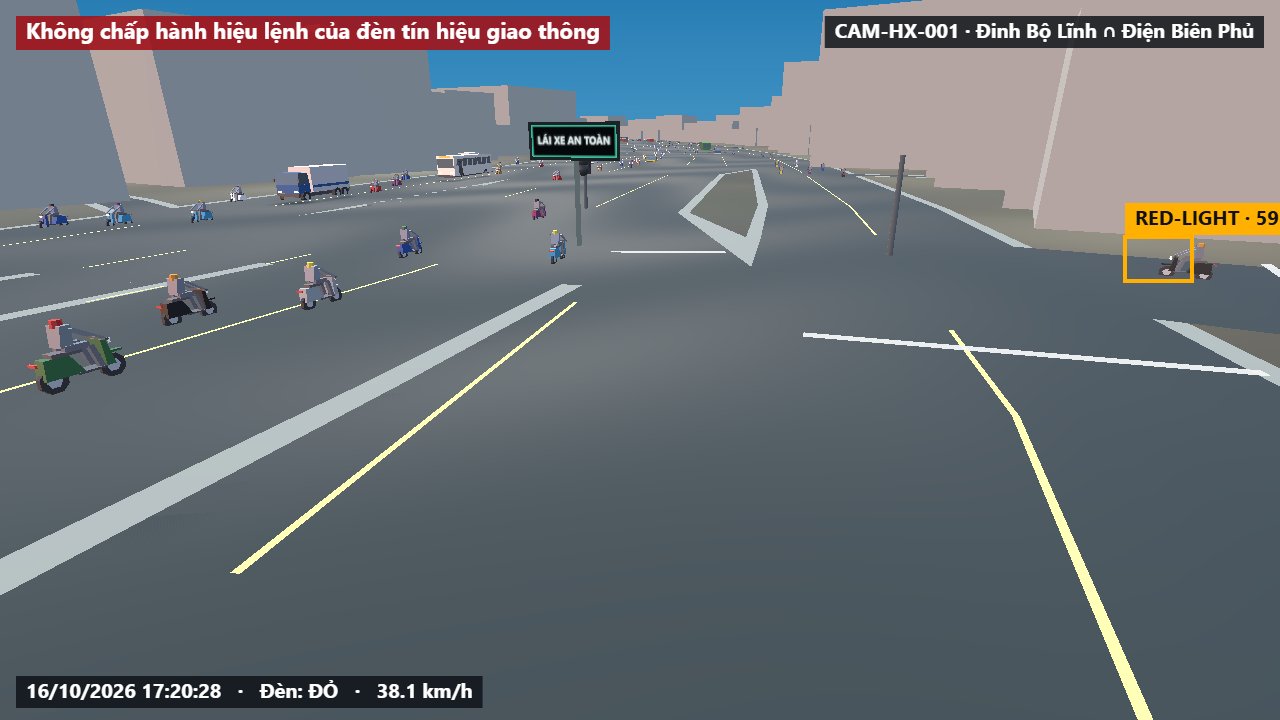 Không chấp hành hiệu lệnh của đèn tín hiệu giao thông
CAM-HX-001 · Đinh Bộ Lĩnh ∩ Điện Biên Phủ
LÁI XE AN TOÀN
RED-LIGHT · 59
16/10/2026 17:20:28 · Đèn: ĐỎ · 38.1 km/h